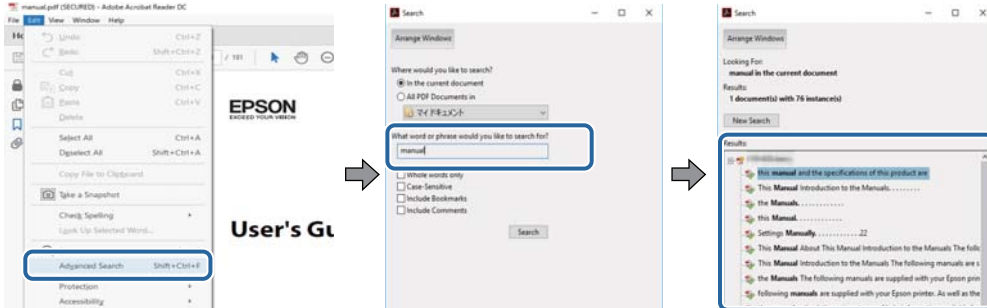 manual.pdf (SECURED) - Adobe Acrobat Reader DC
File Edit View Window Help
Undo Ctrl+Z
Redo Shift+Ctrl+Z
Cut Ctrl+X
Copy Ctrl+C
Paste Ctrl+V
Delete
Select All Ctrl+A
Deselect All Shift+Ctrl+A
Copy File to Clipboard
Take a Snapshot
Check Spelling
Look Up Selected Word...
Advanced Search Shift+Ctrl+F
Protection
Accessibility
/ 191
EPSON
EXCEED YOUR VISION
User's Gu
Search
Arrange Windows
Where would you like to search?
In the current document
All PDF Documents in
マイ ドキュメント
What word or phrase would you like to search for?
manual
Whole words only
Case-Sensitive
Include Bookmarks
Include Comments
Search
Search
Arrange Windows
Looking For:
manual in the current document
Results:
1 document(s) with 76 instance(s)
New Search
Results:
this manual and the specifications of this product are
This Manual Introduction to the Manuals. . . . . . . . .
the Manuals. . . . . . . . . . . . .
this Manual. . . . . . . . . . . . .
Settings Manually. . . . . . . . . . . . .22
This Manual About This Manual Introduction to the Manuals The follo
This Manual Introduction to the Manuals The following manuals are s
the Manuals The following manuals are supplied with your Epson prin
following manuals are supplied with your Epson printer. As well as the